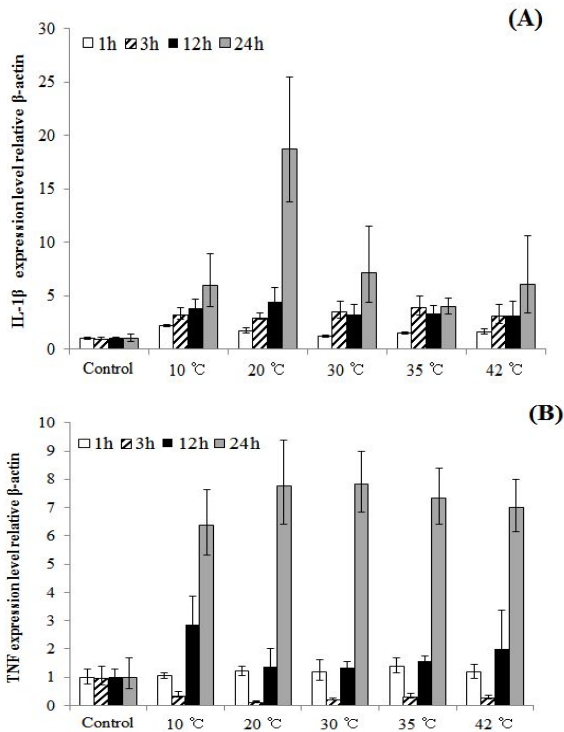 (A)
30
□ 1h ▨ 3h ■ 12h ■ 24h
25
20
15
10
5
0
IL-1β expression level relative β-actin
Control 10 ℃ 20 ℃ 30 ℃ 35 ℃ 42 ℃
(B)
10
□ 1h ▨ 3h ■ 12h ■ 24h
9
8
7
6
5
4
3
2
1
0
TNF expression level relative β-actin
Control 10 ℃ 20 ℃ 30 ℃ 35 ℃ 42 ℃